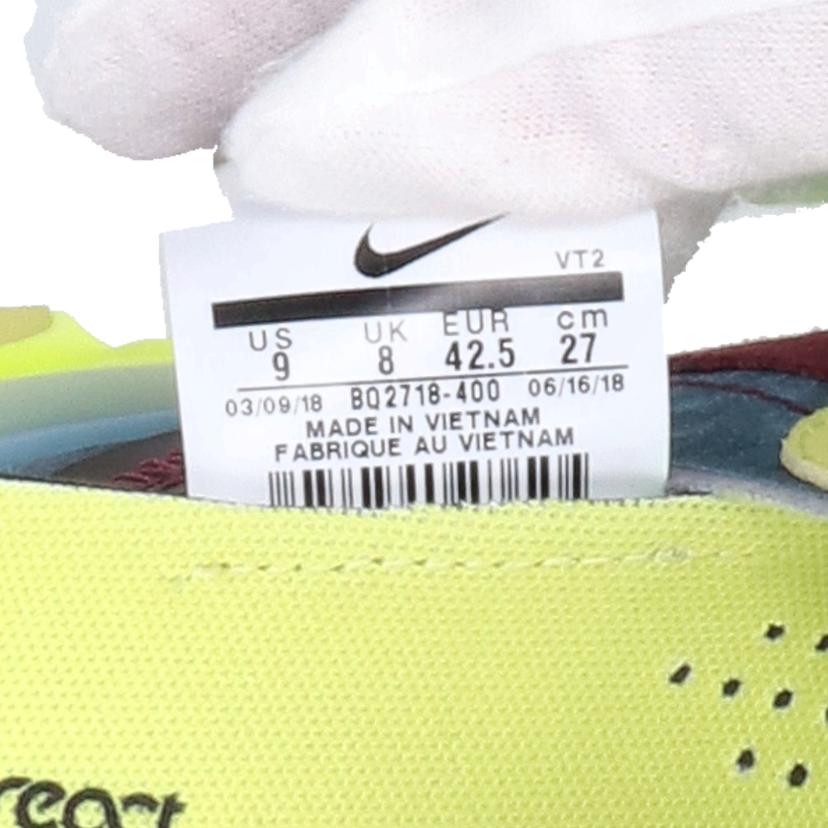 VT2
US UK EUR cm
9 8 42.5 27
03/09/18 BQ2718-400 06/16/18
MADE IN VIETNAM
FABRIQUE AU VIETNAM
react